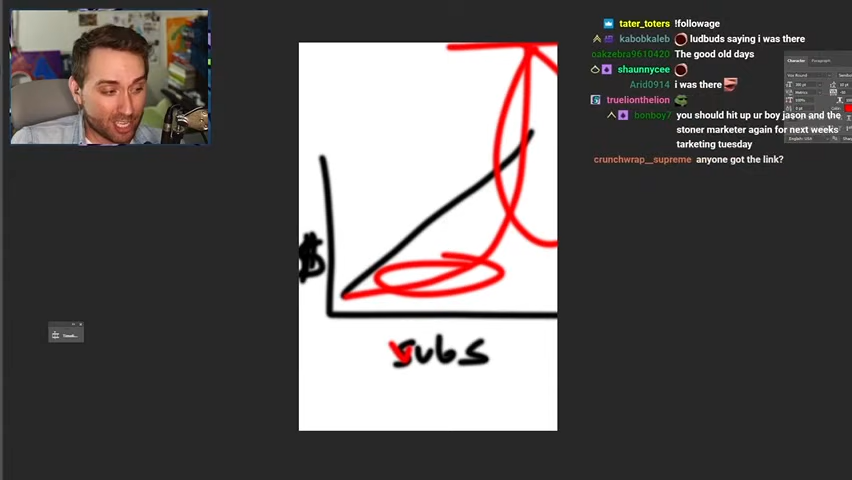 tater_toters !followage
kabobkaleb ludbuds saying i was there
oakzebra9610420 The good old days
shaunnycee
Arid0914 i was there
truelionthelion
bonboy7 you should hit up ur boy jason and the
stoner marketer again for next weeks
tarketing tuesday
crunchwrap__supreme anyone got the link?
Character Paragraph
$
subs